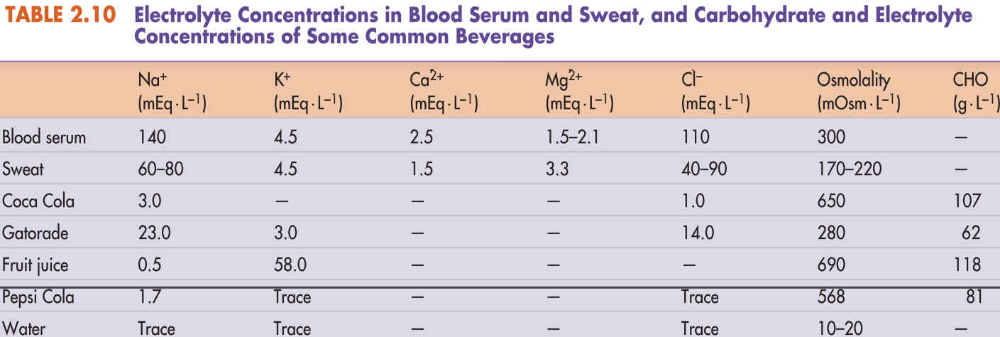 TABLE 2.10 Electrolyte Concentrations in Blood Serum and Sweat, and Carbohydrate and Electrolyte
Concentrations of Some Common Beverages
Na⁺ K⁺ Ca²⁺ Mg²⁺ Cl⁻ Osmolality CHO
(mEq·L⁻¹) (mEq·L⁻¹) (mEq·L⁻¹) (mEq·L⁻¹) (mEq·L⁻¹) (mOsm·L⁻¹) (g·L⁻¹)
Blood serum 140 4.5 2.5 1.5–2.1 110 300 —
Sweat 60–80 4.5 1.5 3.3 40–90 170–220 —
Coca Cola 3.0 — — — 1.0 650 107
Gatorade 23.0 3.0 — — 14.0 280 62
Fruit juice 0.5 58.0 — — — 690 118
Pepsi Cola 1.7 Trace — — Trace 568 81
Water Trace Trace — — Trace 10–20 —